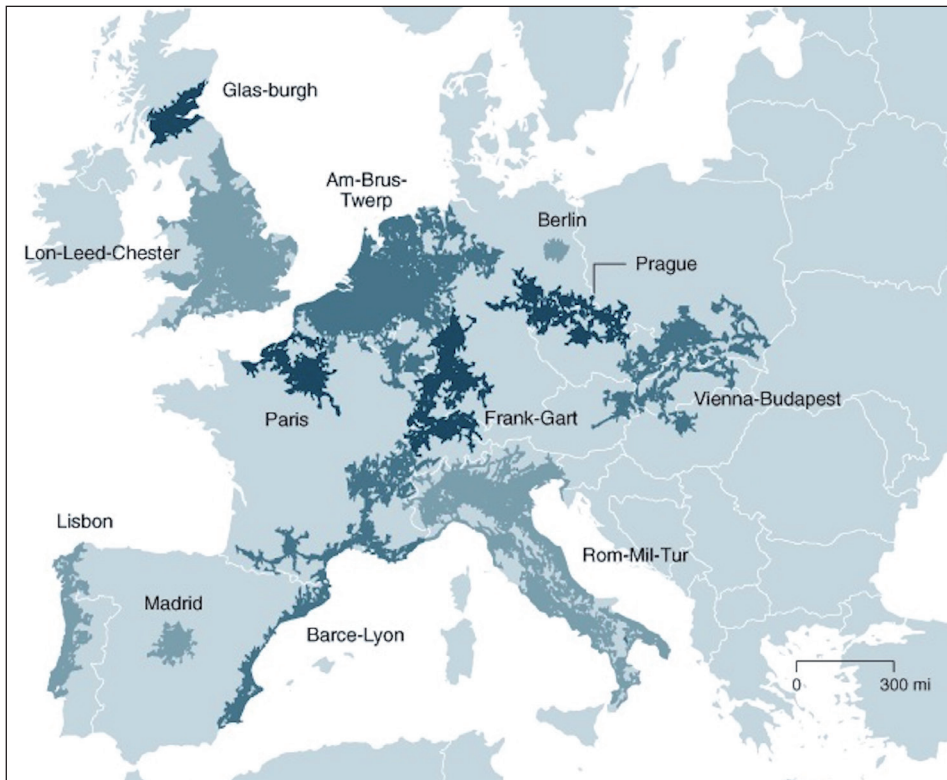 Glas-burgh
Am-Brus-
Twerp
Berlin
Lon-Leed-Chester
Prague
Paris
Frank-Gart
Vienna-Budapest
Lisbon
Rom-Mil-Tur
Madrid
Barce-Lyon
0 300 mi